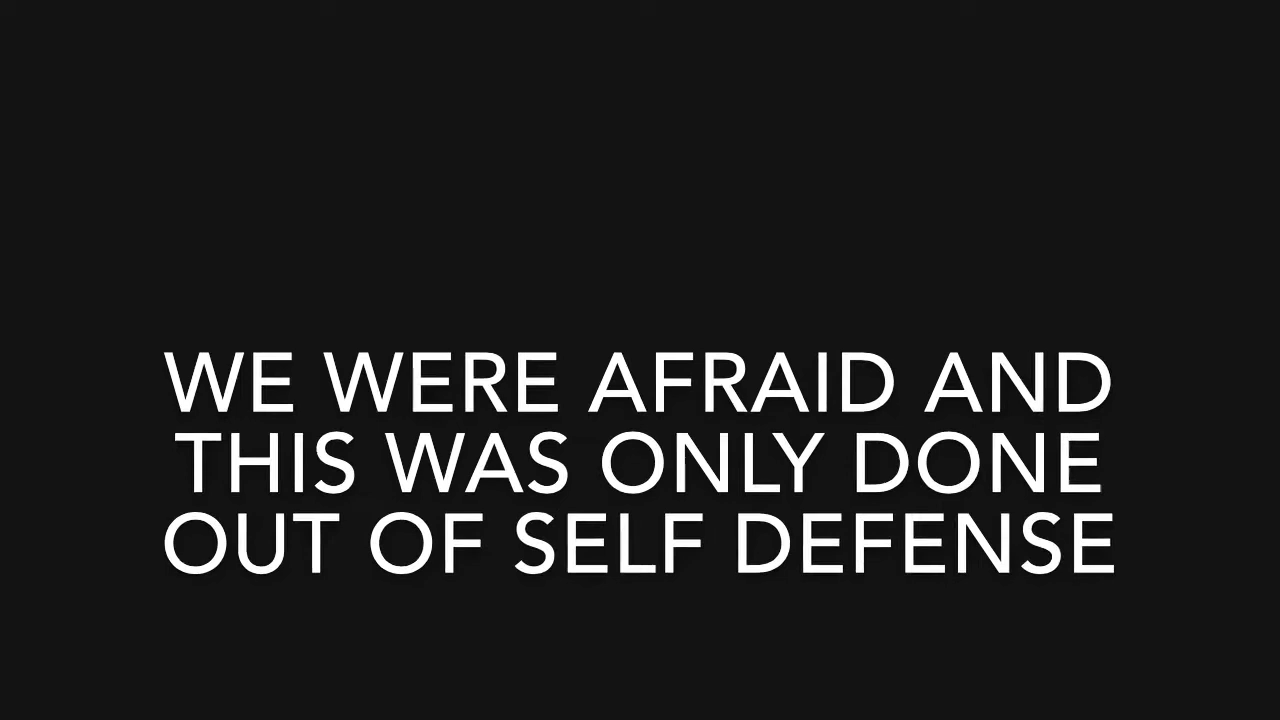 WE WERE AFRAID AND
THIS WAS ONLY DONE
OUT OF SELF DEFENSE